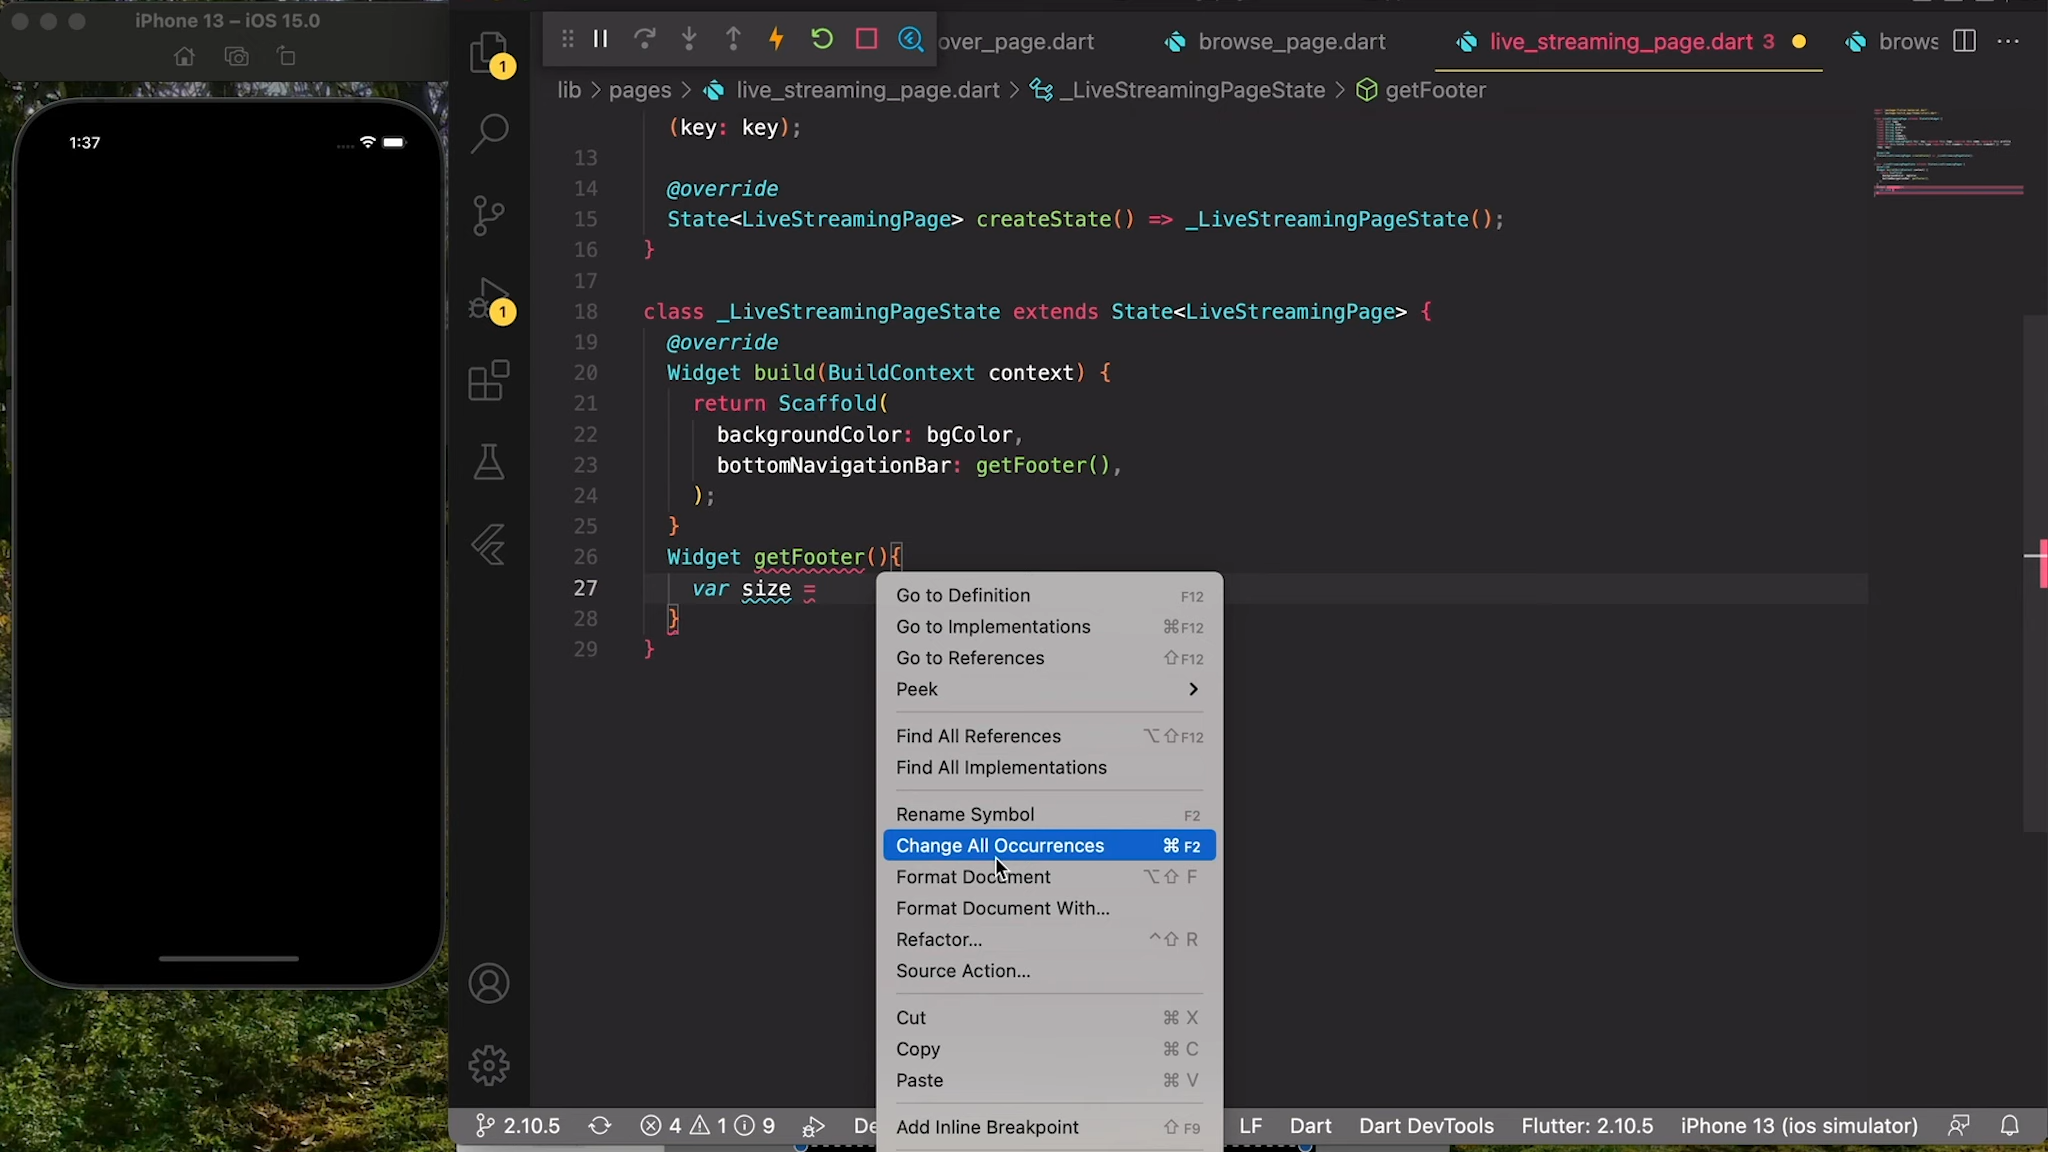 iPhone 13 – iOS 15.0
1:37
1
1
over_page.dart
browse_page.dart
live_streaming_page.dart 3
brows
lib > pages > live_streaming_page.dart > _LiveStreamingPageState > getFooter
(key: key);
13
14 @override
15 State<LiveStreamingPage> createState() => _LiveStreamingPageState();
16 }
17
18 class _LiveStreamingPageState extends State<LiveStreamingPage> {
19 @override
20 Widget build(BuildContext context) {
21 return Scaffold(
22 backgroundColor: bgColor,
23 bottomNavigationBar: getFooter(),
24 );
25 }
26 Widget getFooter(){
27 var size =
28 }
29 }
Go to Definition F12
Go to Implementations ⌘F12
Go to References ⇧F12
Peek
Find All References ⌥⇧F12
Find All Implementations
Rename Symbol F2
Change All Occurrences ⌘ F2
Format Document ⌥⇧ F
Format Document With...
Refactor... ^⇧ R
Source Action...
Cut ⌘ X
Copy ⌘ C
Paste ⌘ V
Add Inline Breakpoint ⇧ F9
2.10.5 4 1 9 De LF Dart Dart DevTools Flutter: 2.10.5 iPhone 13 (ios simulator)